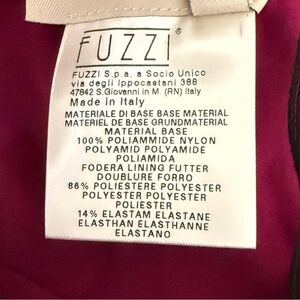 FUZZI®
FUZZI S.p.a. a Socio Unico
via degli Ippocastani 388
47842 S.Giovanni in M. (RN) Italy
Made in Italy
MATERIALE DI BASE BASE MATERIAL
MATERIEL DE BASE GRUNDMATERIAL
MATERIAL BASE
100% POLIAMMIDE NYLON
POLYAMID POLYAMIDE
POLIAMIDA
FODERA LINING FUTTER
DOUBLURE FORRO
86% POLIESTERE POLYESTER
POLYESTER POLYESTER
POLIESTER
14% ELASTAM ELASTANE
ELASTHAN ELASTHANNE
ELASTANO